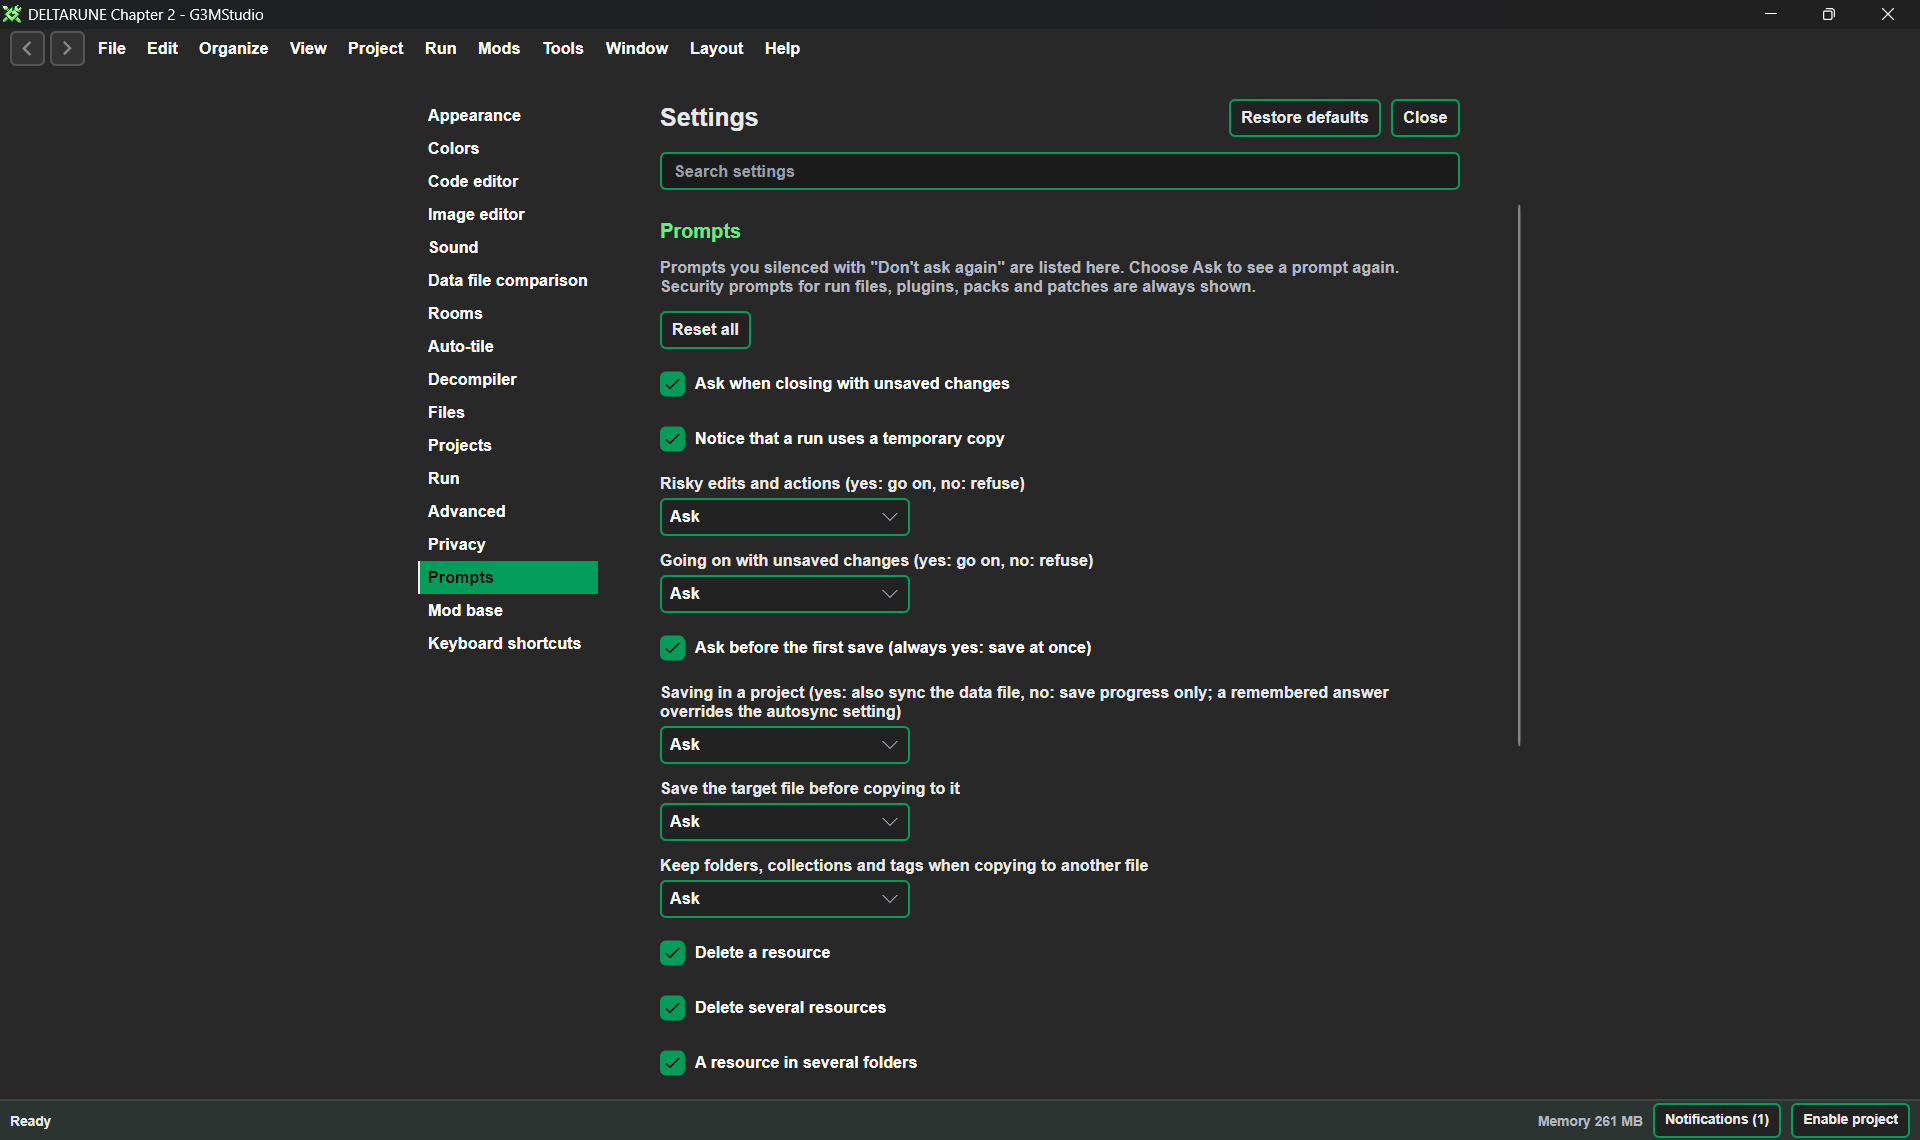 DELTARUNE Chapter 2 - G3MStudio
File Edit Organize View Project Run Mods Tools Window Layout Help
Appearance
Colors
Code editor
Image editor
Sound
Data file comparison
Rooms
Auto-tile
Decompiler
Files
Projects
Run
Advanced
Privacy
Prompts
Mod base
Keyboard shortcuts
Settings
Restore defaults
Close
Search settings
Prompts
Prompts you silenced with "Don't ask again" are listed here. Choose Ask to see a prompt again.
Security prompts for run files, plugins, packs and patches are always shown.
Reset all
Ask when closing with unsaved changes
Notice that a run uses a temporary copy
Risky edits and actions (yes: go on, no: refuse)
Ask
Going on with unsaved changes (yes: go on, no: refuse)
Ask
Ask before the first save (always yes: save at once)
Saving in a project (yes: also sync the data file, no: save progress only; a remembered answer
overrides the autosync setting)
Ask
Save the target file before copying to it
Ask
Keep folders, collections and tags when copying to another file
Ask
Delete a resource
Delete several resources
A resource in several folders
Ready
Memory 261 MB
Notifications (1)
Enable project